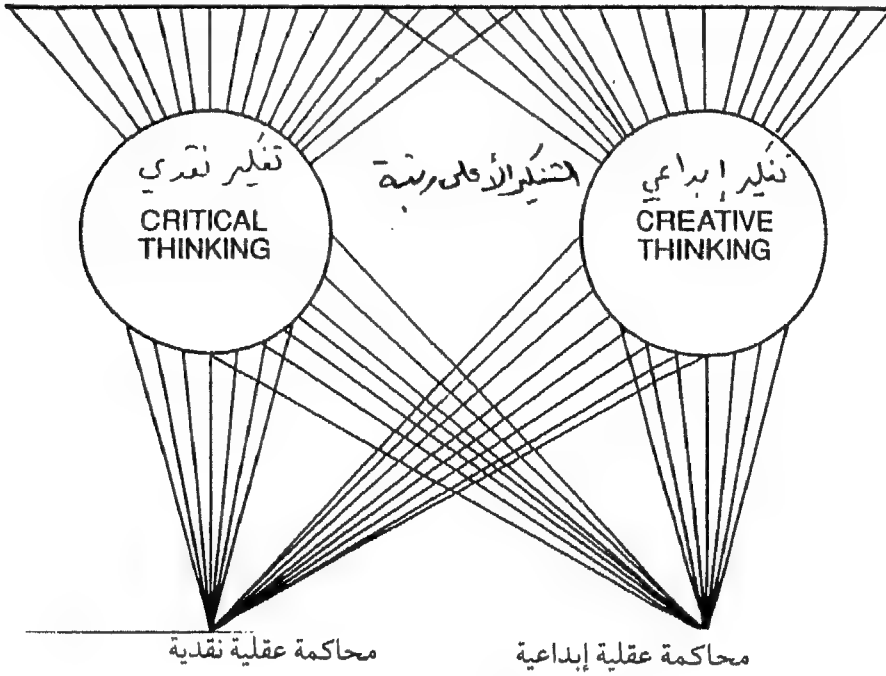 تفكير نقدي
CRITICAL
THINKING
التفكير الأعلى رتبة
تفكير إبداعي
CREATIVE
THINKING
محاكمة عقلية نقدية
محاكمة عقلية إبداعية